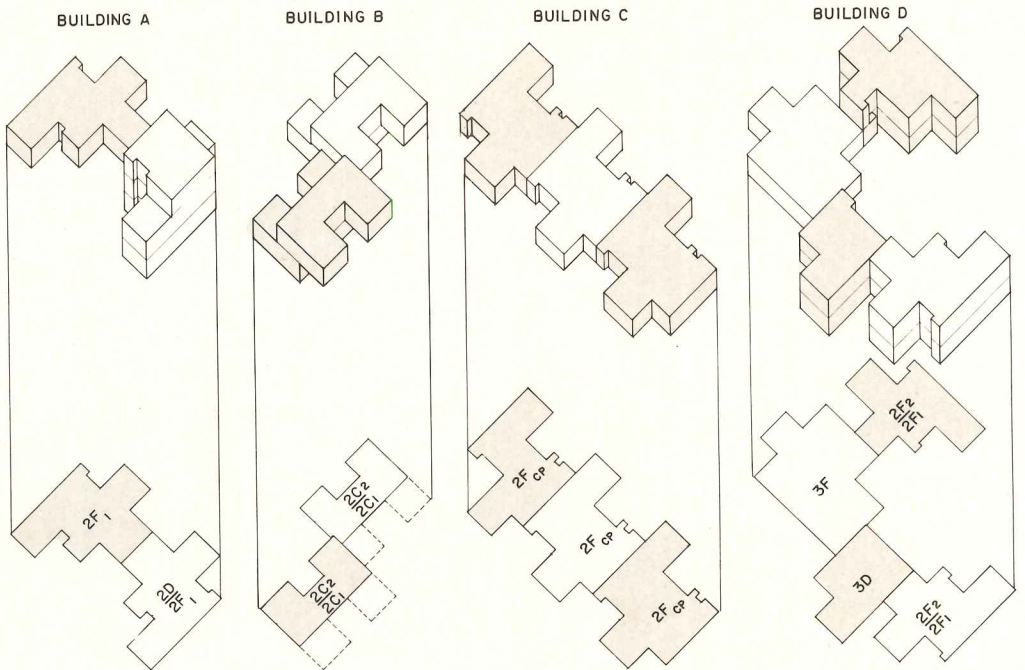 BUILDING A
BUILDING B
BUILDING C
BUILDING D
2F1
2D
2F1
2C2
2C1
2C2
2C1
2F CP
2F CP
2F CP
2F2
2F1
3F
3D
2F2
2F1